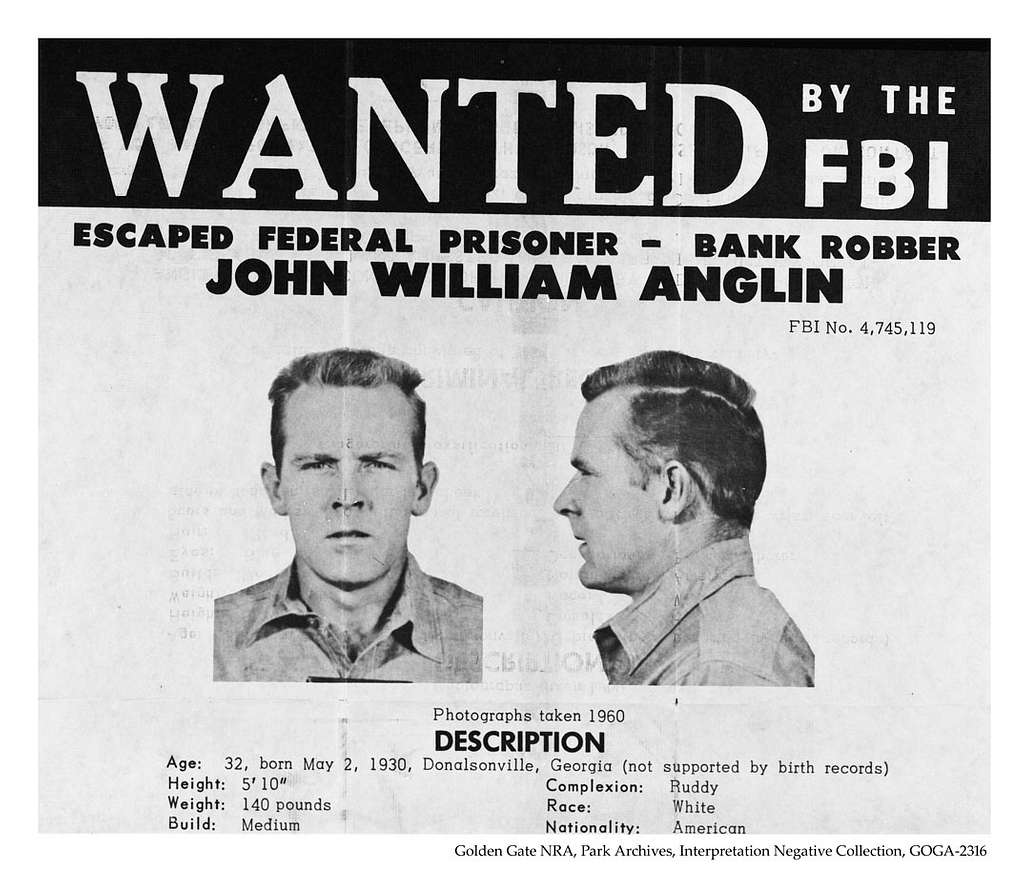 WANTED BY THE FBI
ESCAPED FEDERAL PRISONER - BANK ROBBER
JOHN WILLIAM ANGLIN
FBI No. 4,745,119
Photographs taken 1960
DESCRIPTION
Age: 32, born May 2, 1930, Donalsonville, Georgia (not supported by birth records)
Height: 5' 10" Complexion: Ruddy
Weight: 140 pounds Race: White
Build: Medium Nationality: American
Golden Gate NRA, Park Archives, Interpretation Negative Collection, GOGA-2316